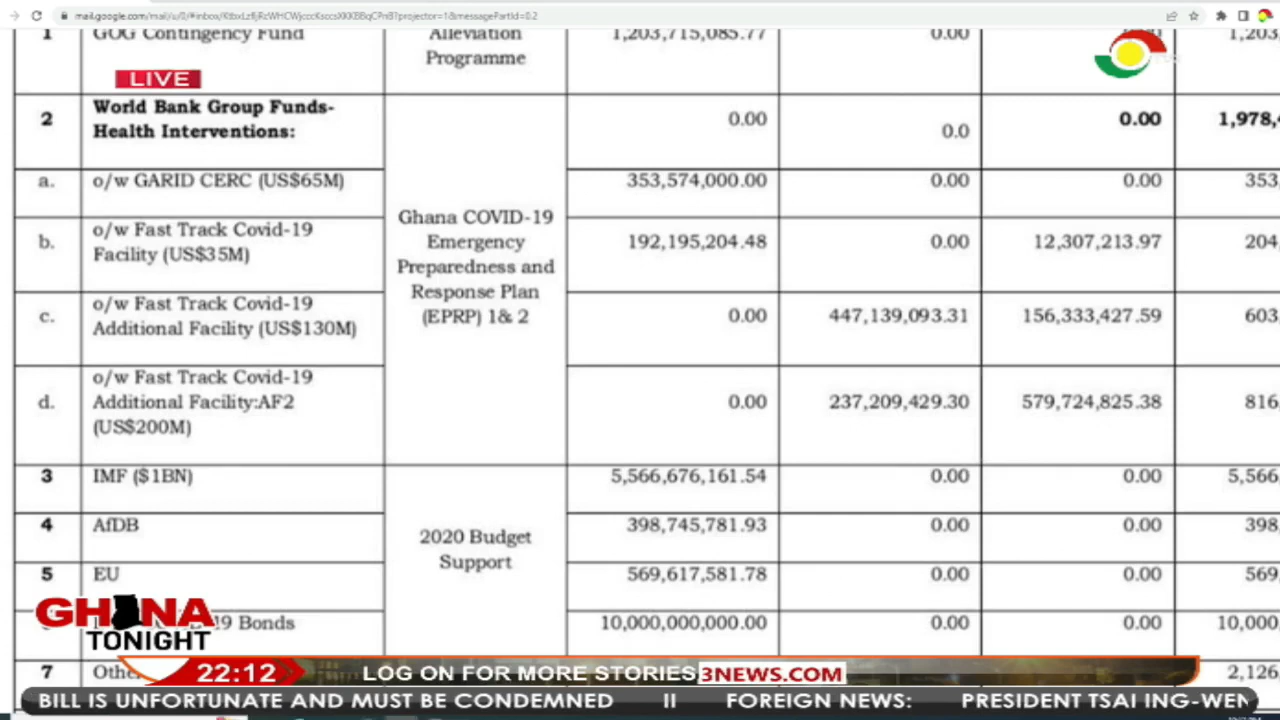 mail.google.com/mail/u/0/#inbox/
?projector=1&messagePartId=0.2
1 GOG Contingency Fund Alleviation Programme 1,203,715,085.77 0.00 1,203
LIVE
2 World Bank Group Funds-
Health Interventions: 0.00 0.0 0.00 1,978,
a. o/w GARID CERC (US$65M) 353,574,000.00 0.00 0.00 353
Ghana COVID-19
Emergency
Preparedness and
Response Plan
(EPRP) 1& 2
b. o/w Fast Track Covid-19
Facility (US$35M) 192,195,204.48 0.00 12,307,213.97 204
c. o/w Fast Track Covid-19
Additional Facility (US$130M) 0.00 447,139,093.31 156,333,427.59 603
d. o/w Fast Track Covid-19
Additional Facility:AF2
(US$200M) 0.00 237,209,429.30 579,724,825.38 816
3 IMF ($1BN) 5,566,676,161.54 0.00 0.00 5,566
2020 Budget
Support
4 AfDB 398,745,781.93 0.00 0.00 398
5 EU 569,617,581.78 0.00 0.00 569
19 Bonds 10,000,000,000.00 0.00 0.00 10,000
7 2,126
GHANA
TONIGHT
22:12 LOG ON FOR MORE STORIES 3NEWS.COM
BILL IS UNFORTUNATE AND MUST BE CONDEMNED II FOREIGN NEWS: PRESIDENT TSAI ING-WEN